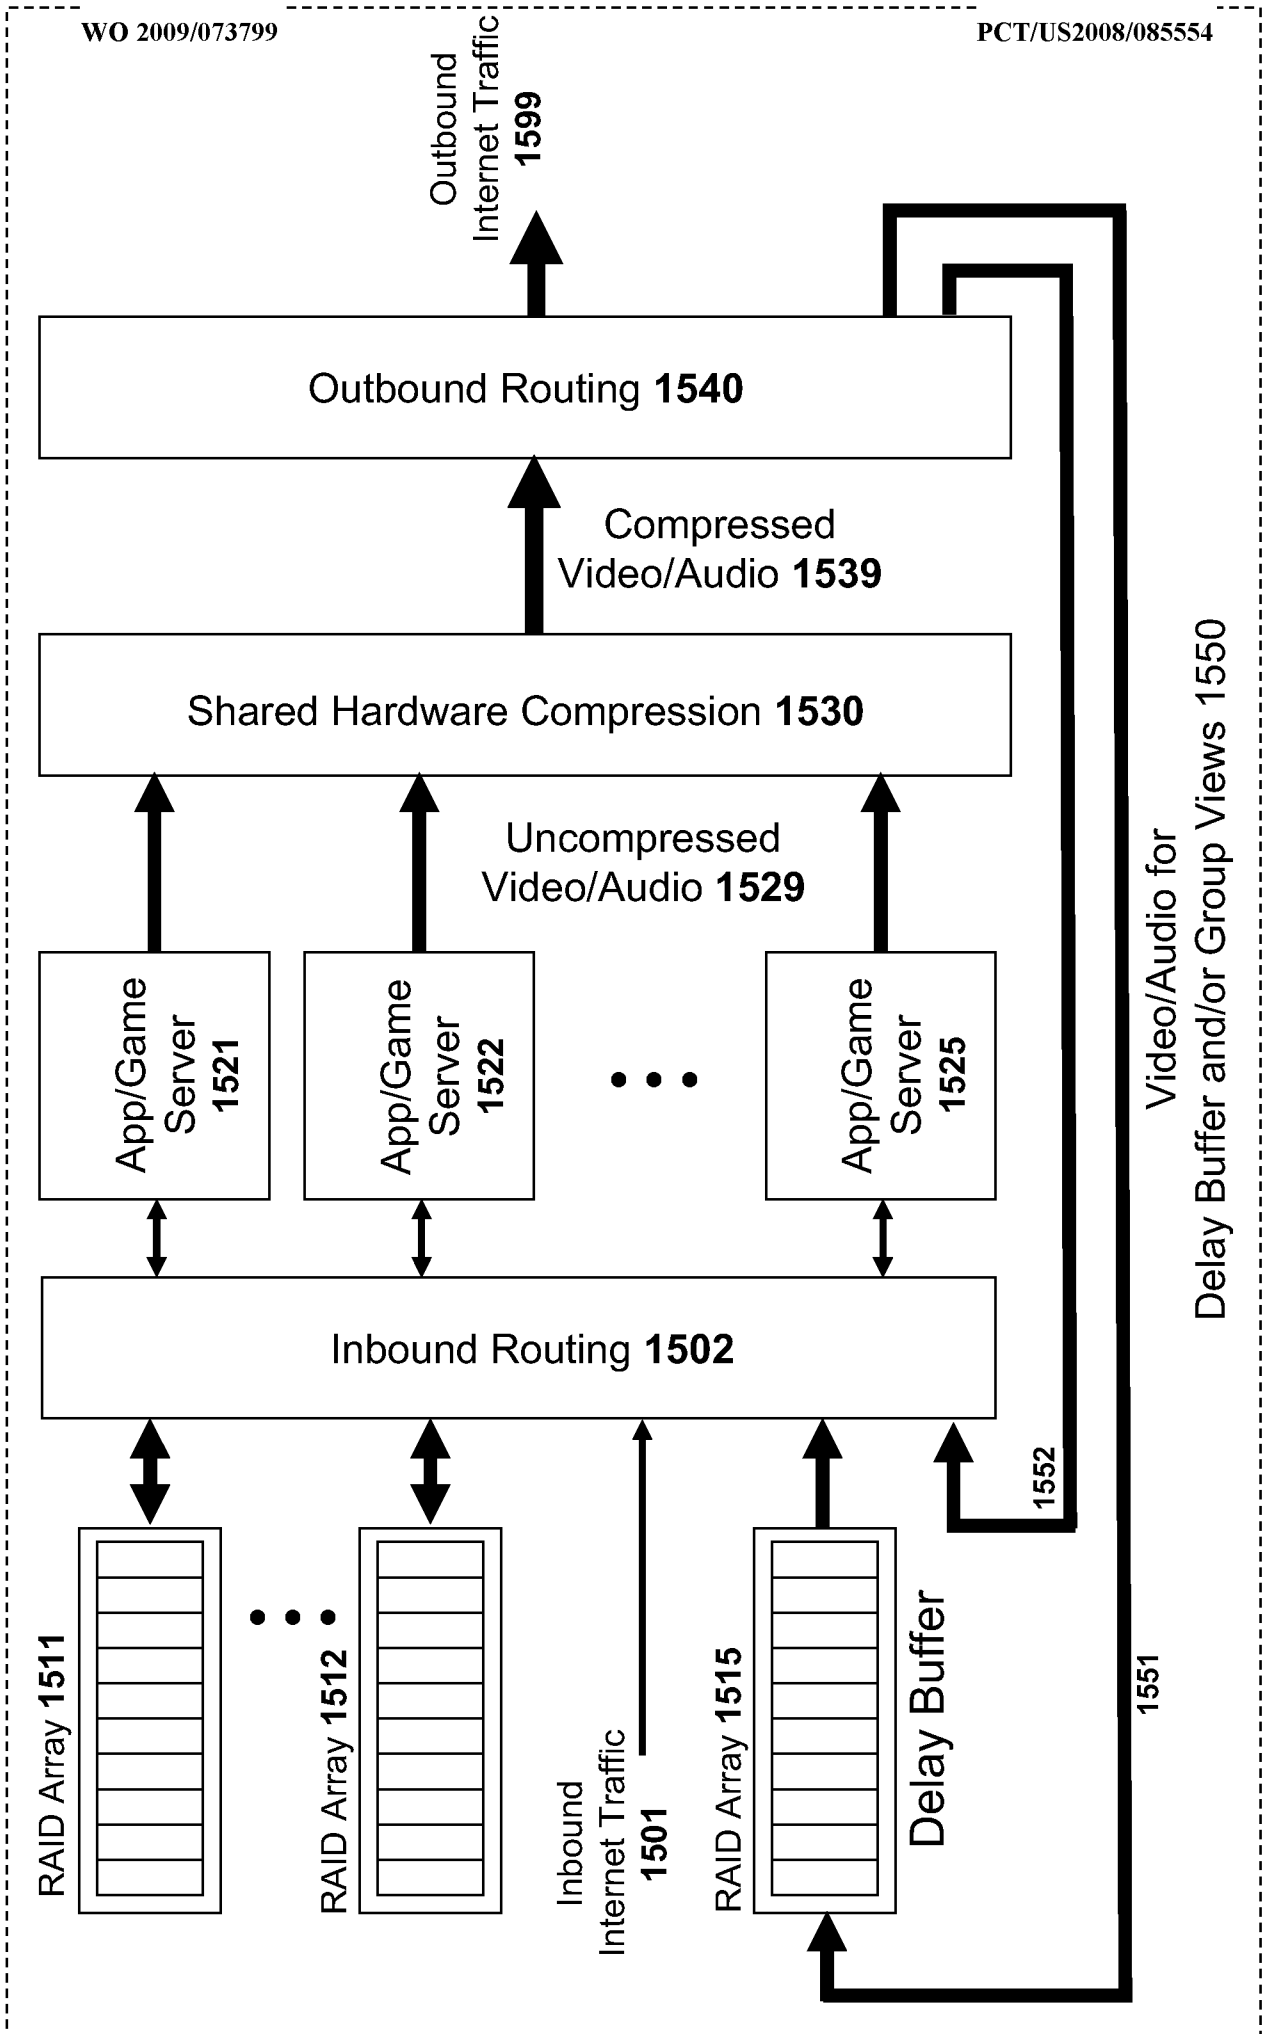 WO 2009/073799
PCT/US2008/085554
Outbound
Internet Traffic
1599
Outbound Routing 1540
Compressed
Video/Audio 1539
Shared Hardware Compression 1530
Uncompressed
Video/Audio 1529
App/Game
Server
1521
App/Game
Server
1522
App/Game
Server
1525
Inbound Routing 1502
RAID Array 1511
RAID Array 1512
Inbound
Internet Traffic
1501
RAID Array 1515
Delay Buffer
1552
1551
Video/Audio for
Delay Buffer and/or Group Views 1550